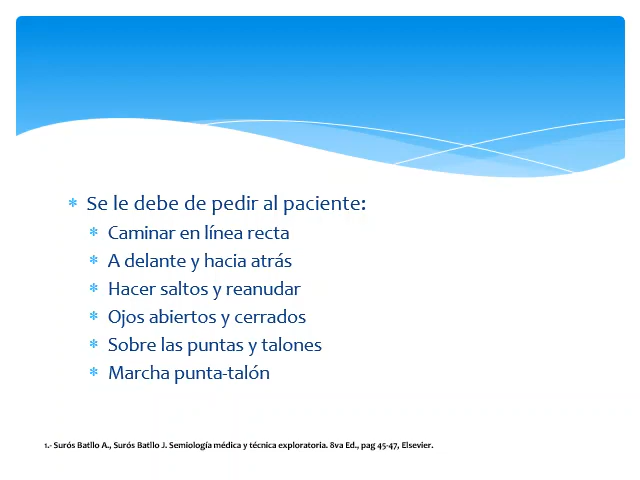 Se le debe de pedir al paciente:
Caminar en línea recta
A delante y hacia atrás
Hacer saltos y reanudar
Ojos abiertos y cerrados
Sobre las puntas y talones
Marcha punta-talón
1.- Surós Batllo A., Surós Batllo J. Semiología médica y técnica exploratoria. 8va Ed., pag 45-47, Elsevier.